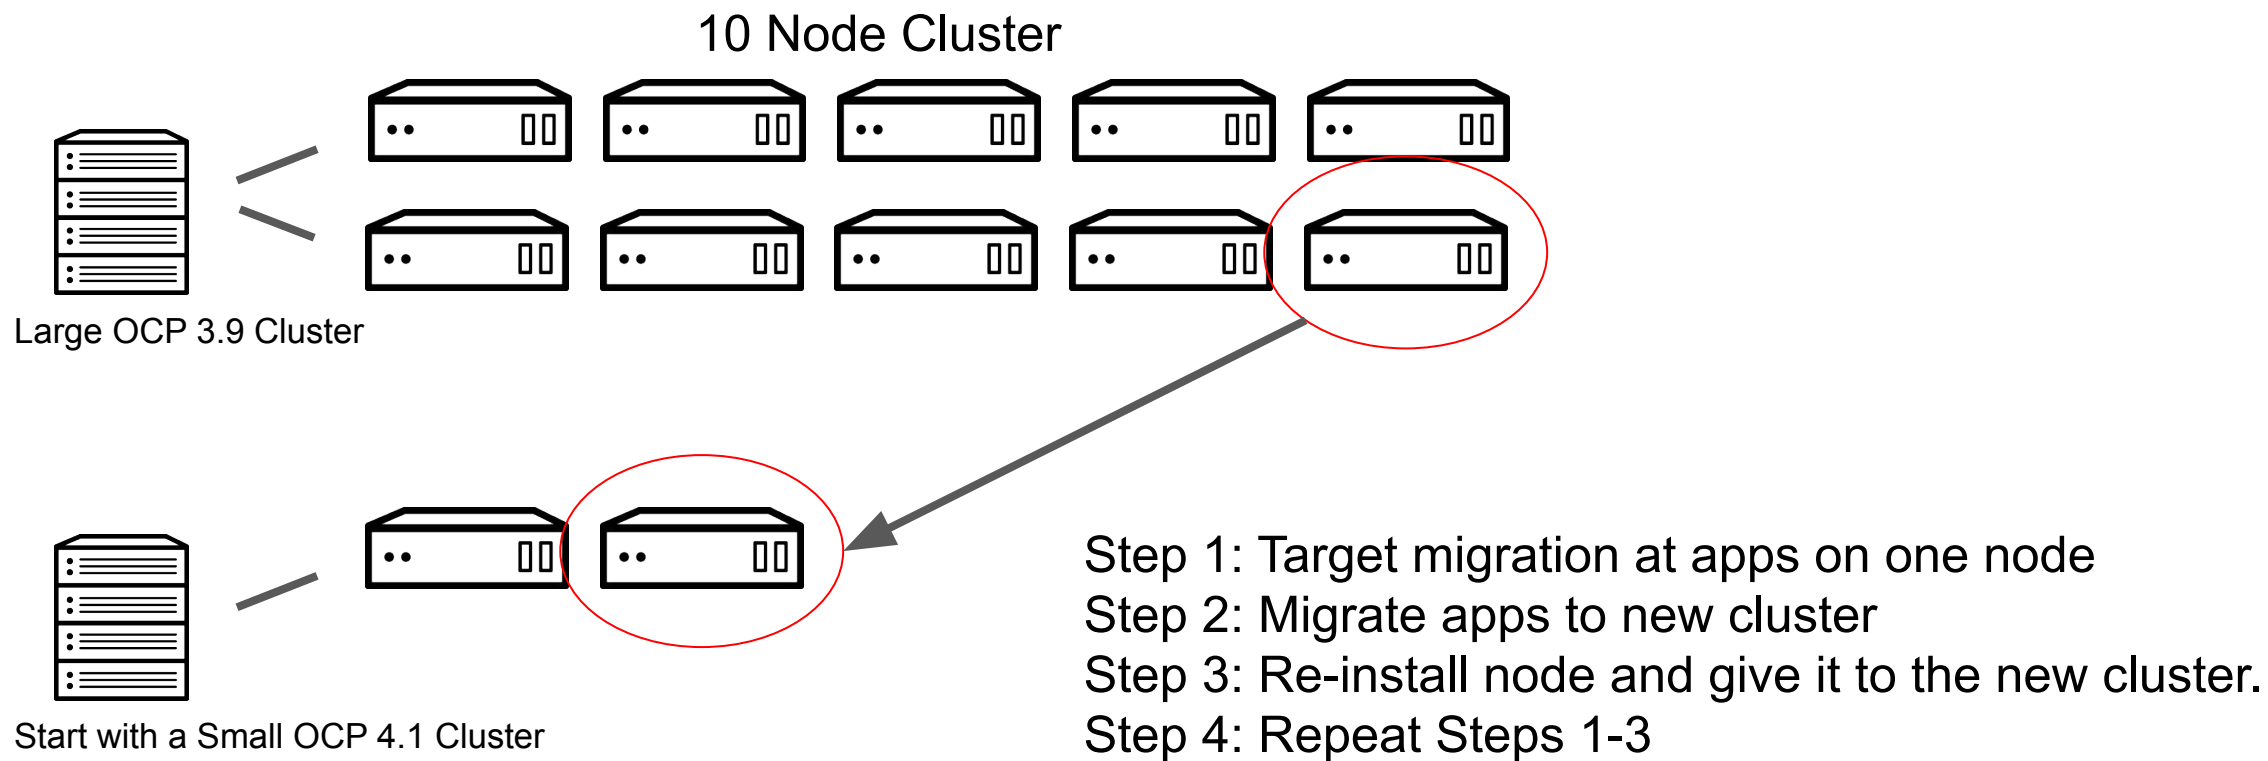 10 Node Cluster
Large OCP 3.9 Cluster
Start with a Small OCP 4.1 Cluster
Step 1: Target migration at apps on one node
Step 2: Migrate apps to new cluster
Step 3: Re-install node and give it to the new cluster.
Step 4: Repeat Steps 1-3